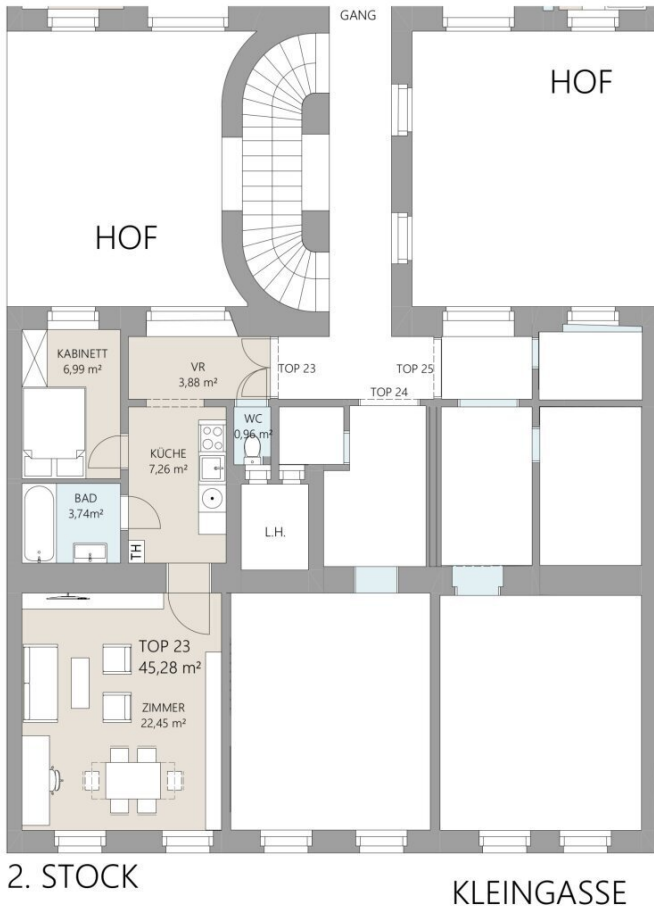 GANG
HOF
HOF
KABINETT
6,99 m²
VR
3,88 m²
TOP 23
TOP 25
TOP 24
WC
0,96 m²
KÜCHE
7,26 m²
BAD
3,74m²
TH
L.H.
TOP 23
45,28 m²
ZIMMER
22,45 m²
2. STOCK
KLEINGASSE